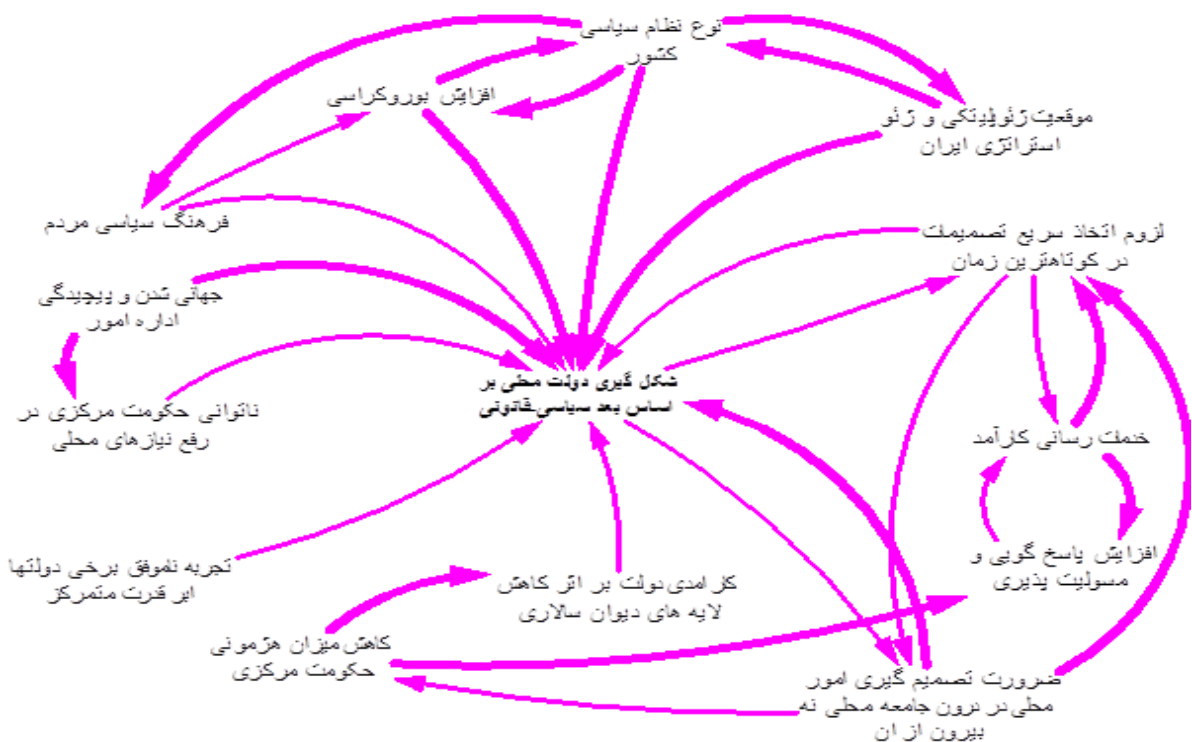 نوع نظام سیاسی
کشور
افزایش بوروکراسی
موقعیت ژئوپلیتکی و ژئو
استراتژی ایران
فرهنگ سیاسی مردم
لزوم اتخاذ سریع تصمیمات
در کوتاهترین زمان
جهانی شدن و پیچیدگی
اداره امور
شکل گیری دولت محلی بر
اساس بعد سیاسی-قانونی
ناتوانی حکومت مرکزی در
رفع نیازهای محلی
خدمت رسانی کارآمد
تجربه ناموفق برخی دولتها
ابر قدرت متمرکز
کارامدی دولت بر اثر کاهش
لایه های دیوان سالاری
افزایش پاسخ گویی و
مسولیت پذیری
کاهش میزان هژمونی
حکومت مرکزی
ضرورت تصمیم گیری امور
محلی در درون جامعه محلی نه
بیرون از ان